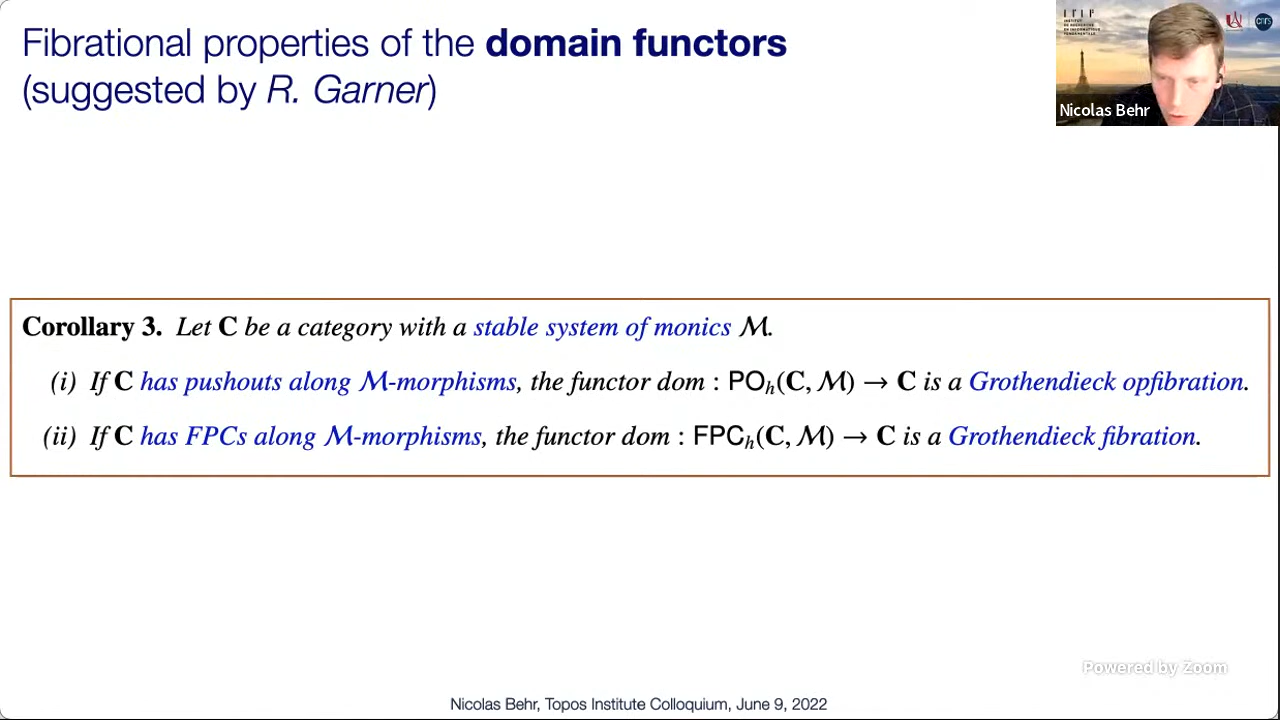 Fibrational properties of the domain functors
(suggested by R. Garner)
Nicolas Behr
Corollary 3. Let C be a category with a stable system of monics ℳ.
(i) If C has pushouts along ℳ-morphisms, the functor dom : POₕ(C, ℳ) → C is a Grothendieck opfibration.
(ii) If C has FPCs along ℳ-morphisms, the functor dom : FPCₕ(C, ℳ) → C is a Grothendieck fibration.
Powered by Zoom
Nicolas Behr, Topos Institute Colloquium, June 9, 2022